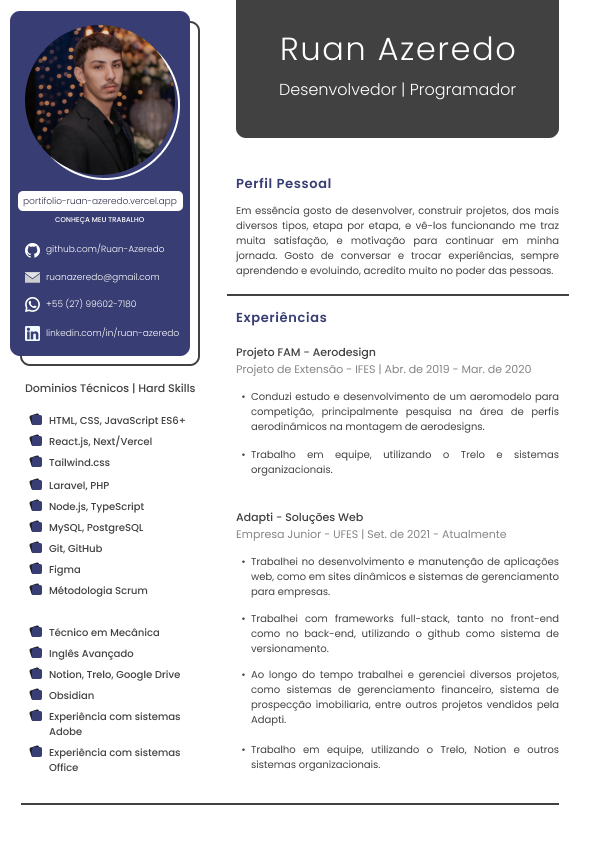 Ruan Azeredo
Desenvolvedor | Programador
portifolio-ruan-azeredo.vercel.app
CONHEÇA MEU TRABALHO
github.com/Ruan-Azeredo
ruanazeredo@gmail.com
+55 (27) 99602-7180
linkedin.com/in/ruan-azeredo
Dominios Técnicos | Hard Skills
HTML, CSS, JavaScript ES6+
React.js, Next/Vercel
Tailwind.css
Laravel, PHP
Node.js, TypeScript
MySQL, PostgreSQL
Git, GitHub
Figma
Métodologia Scrum
Técnico em Mecânica
Inglês Avançado
Notion, Trelo, Google Drive
Obsidian
Experiência com sistemas
Adobe
Experiência com sistemas
Office
Perfil Pessoal
Em essência gosto de desenvolver, construir projetos, dos mais
diversos tipos, etapa por etapa, e vê-los funcionando me traz
muita satisfação, e motivação para continuar em minha
jornada. Gosto de conversar e trocar experiências, sempre
aprendendo e evoluindo, acredito muito no poder das pessoas.
Experiências
Projeto FAM - Aerodesign
Projeto de Extensão - IFES | Abr. de 2019 - Mar. de 2020
• Conduzi estudo e desenvolvimento de um aeromodelo para
competição, principalmente pesquisa na área de perfis
aerodinâmicos na montagem de aerodesigns.
• Trabalho em equipe, utilizando o Trelo e sistemas
organizacionais.
Adapti - Soluções Web
Empresa Junior - UFES | Set. de 2021 - Atualmente
• Trabalhei no desenvolvimento e manutenção de aplicações
web, como em sites dinâmicos e sistemas de gerenciamento
para empresas.
• Trabalhei com frameworks full-stack, tanto no front-end
como no back-end, utilizando o github como sistema de
versionamento.
• Ao longo do tempo trabalhei e gerenciei diversos projetos,
como sistemas de gerenciamento financeiro, sistema de
prospecção imobiliaria, entre outros projetos vendidos pela
Adapti.
• Trabalho em equipe, utilizando o Trelo, Notion e outros
sistemas organizacionais.